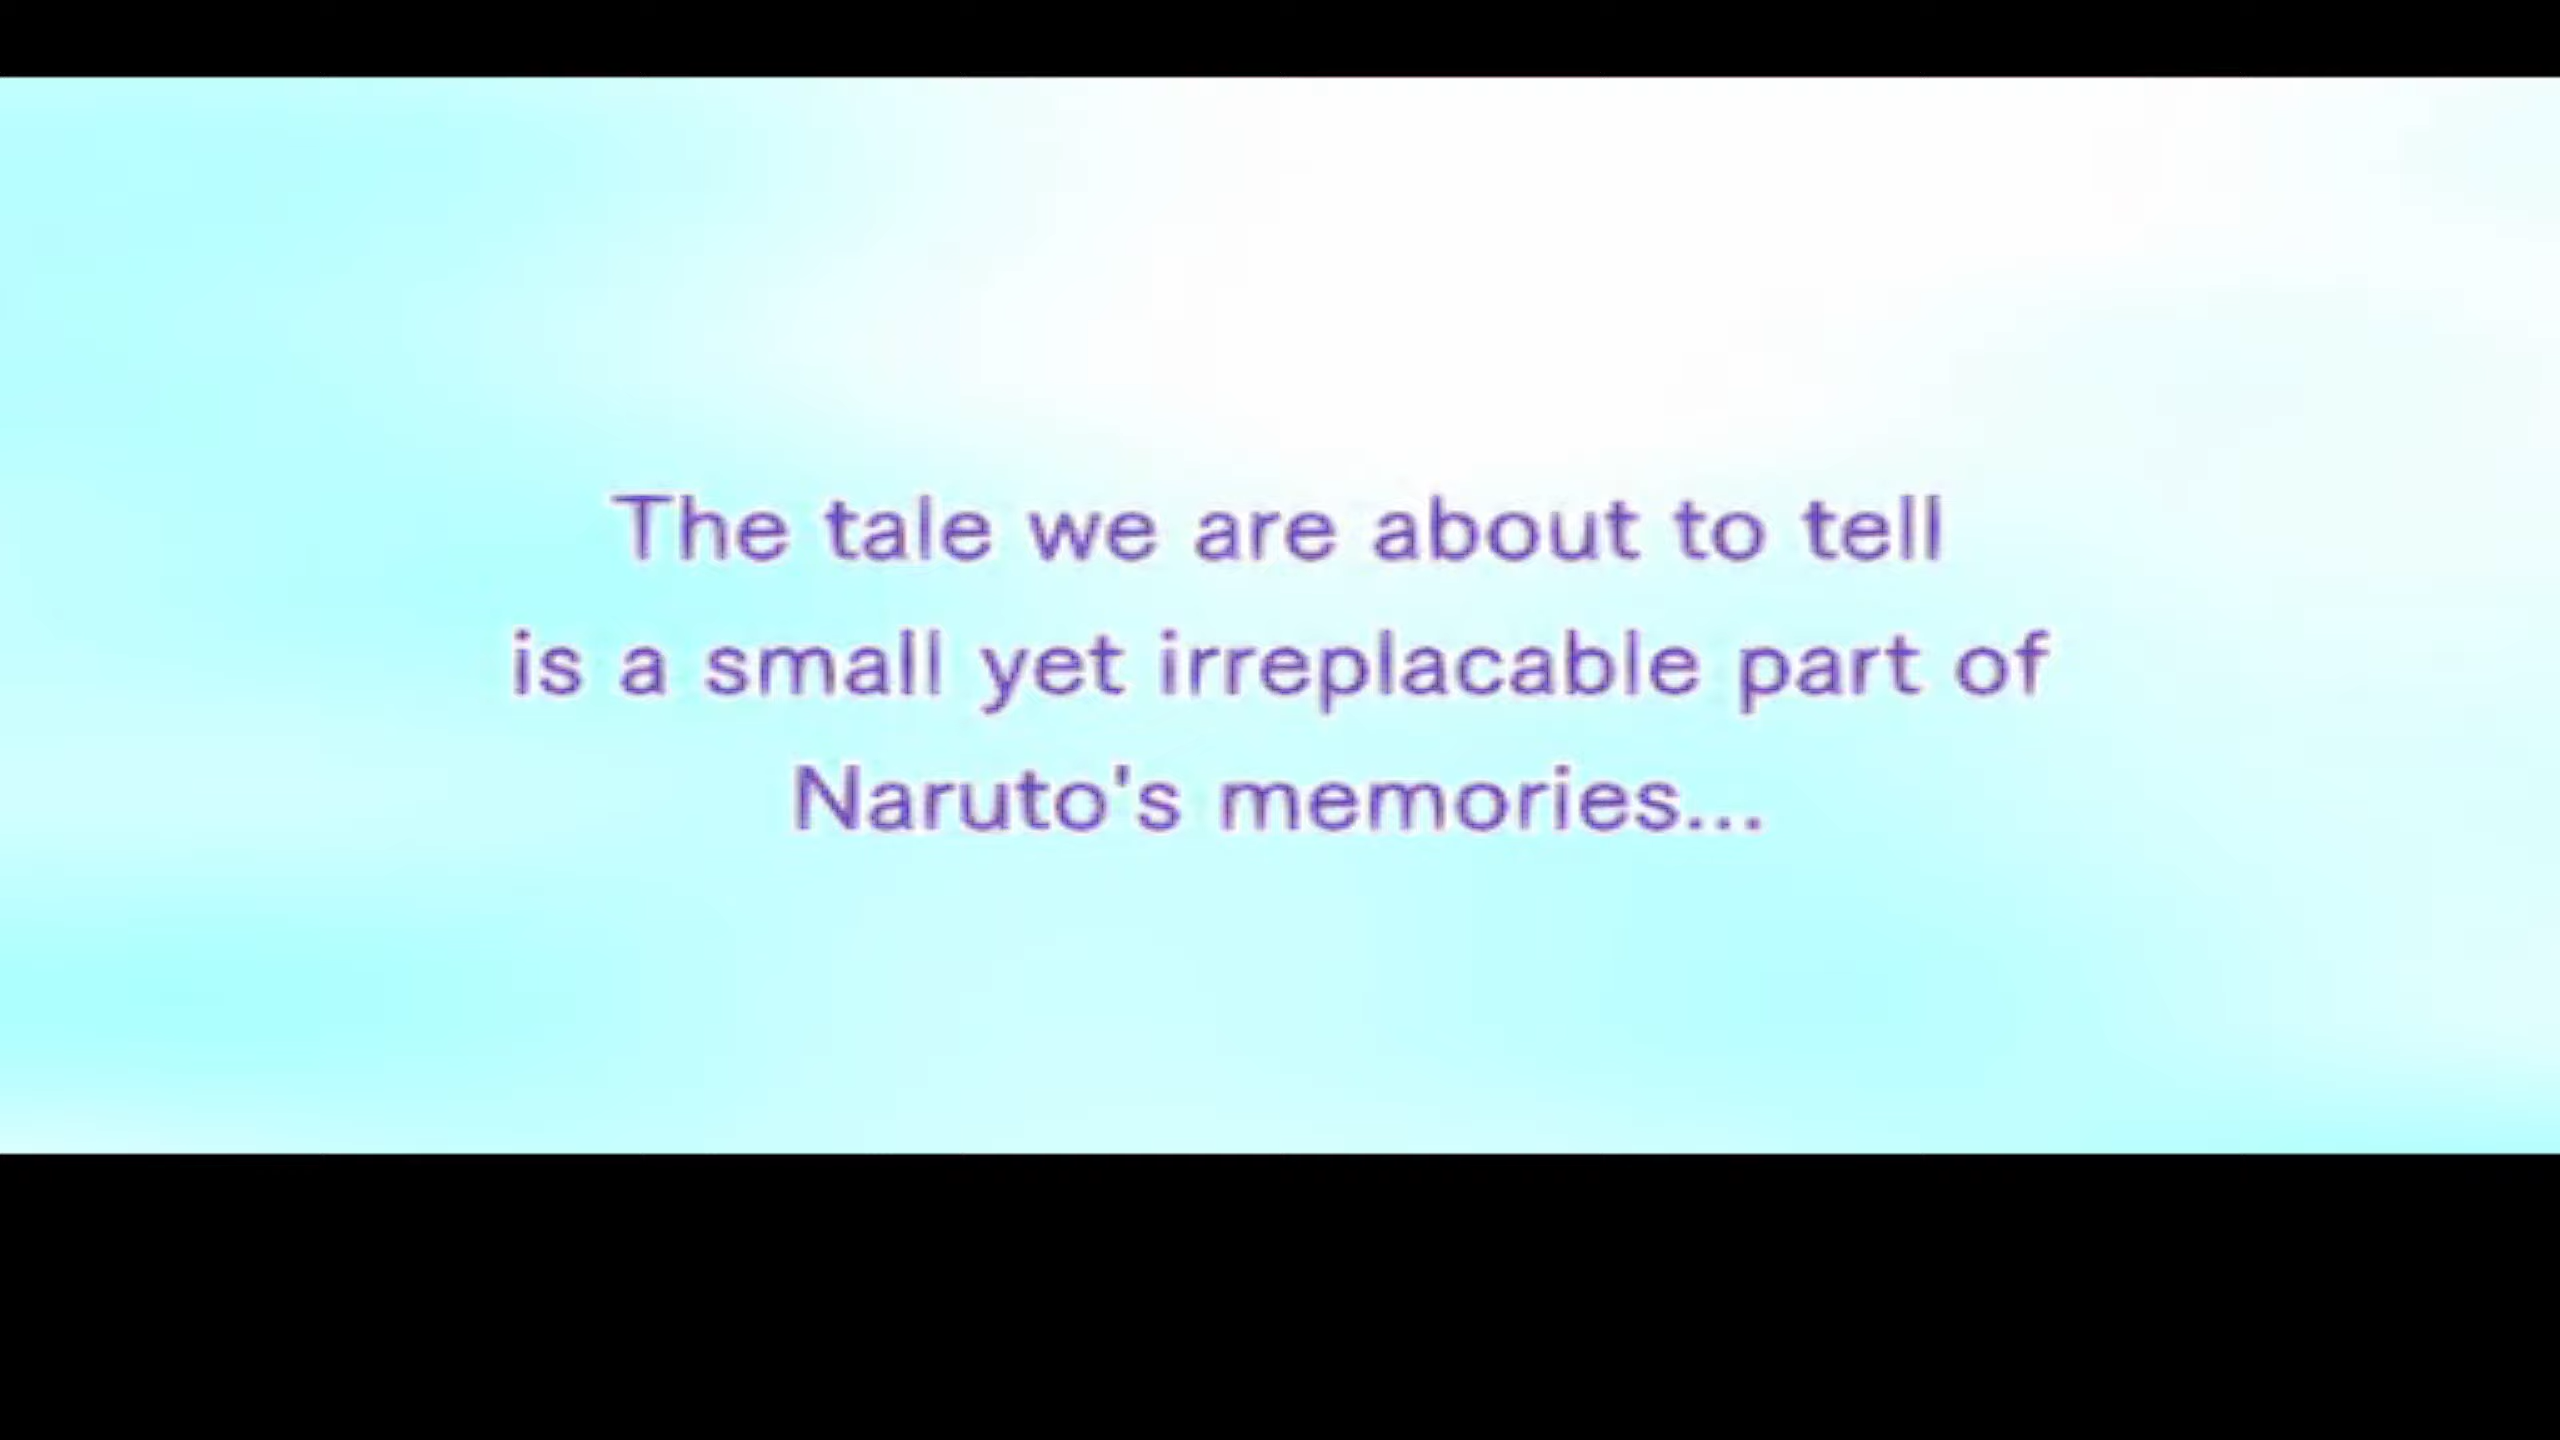 The tale we are about to tell
is a small yet irreplacable part of
Naruto's memories...